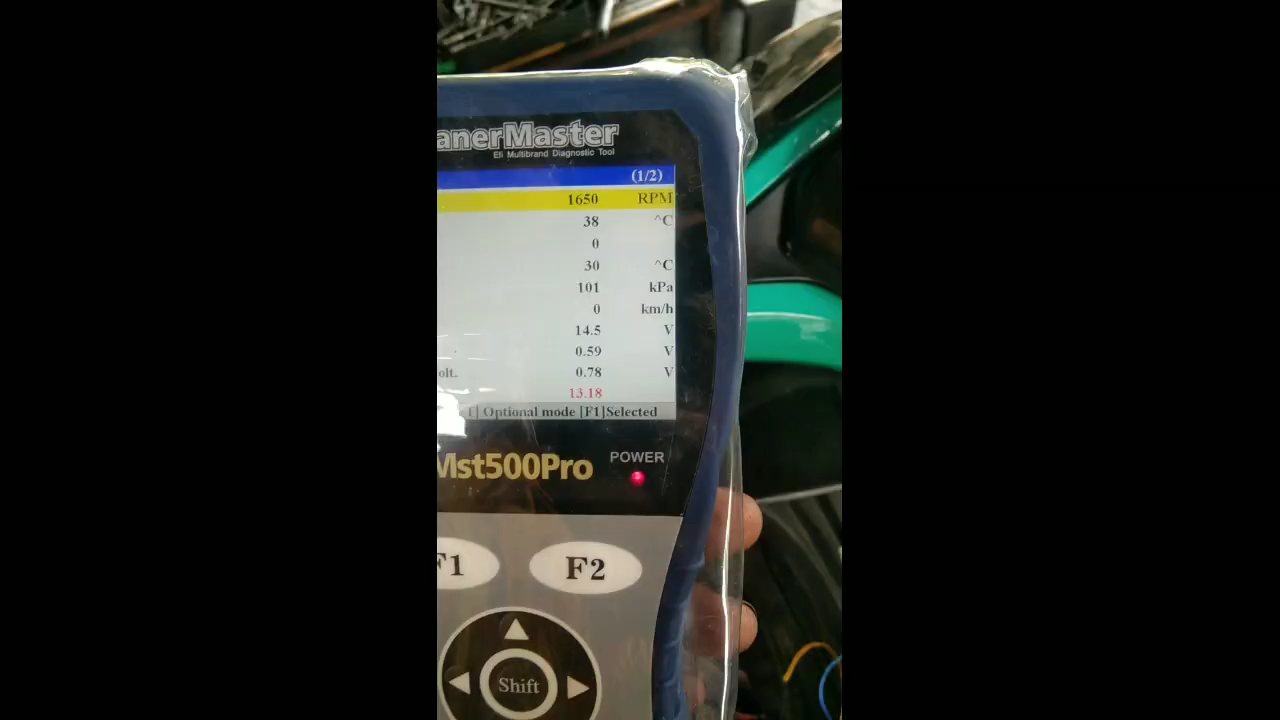 anerMaster
Efi Multibrand Diagnostic Tool
(1/2)
1650 RPM
38 ^C
0
30 ^C
101 kPa
0 km/h
14.5 V
0.59 V
olt. 0.78 V
13.18
] Optional mode [F1]Selected
Mst500Pro
POWER
F1
F2
Shift